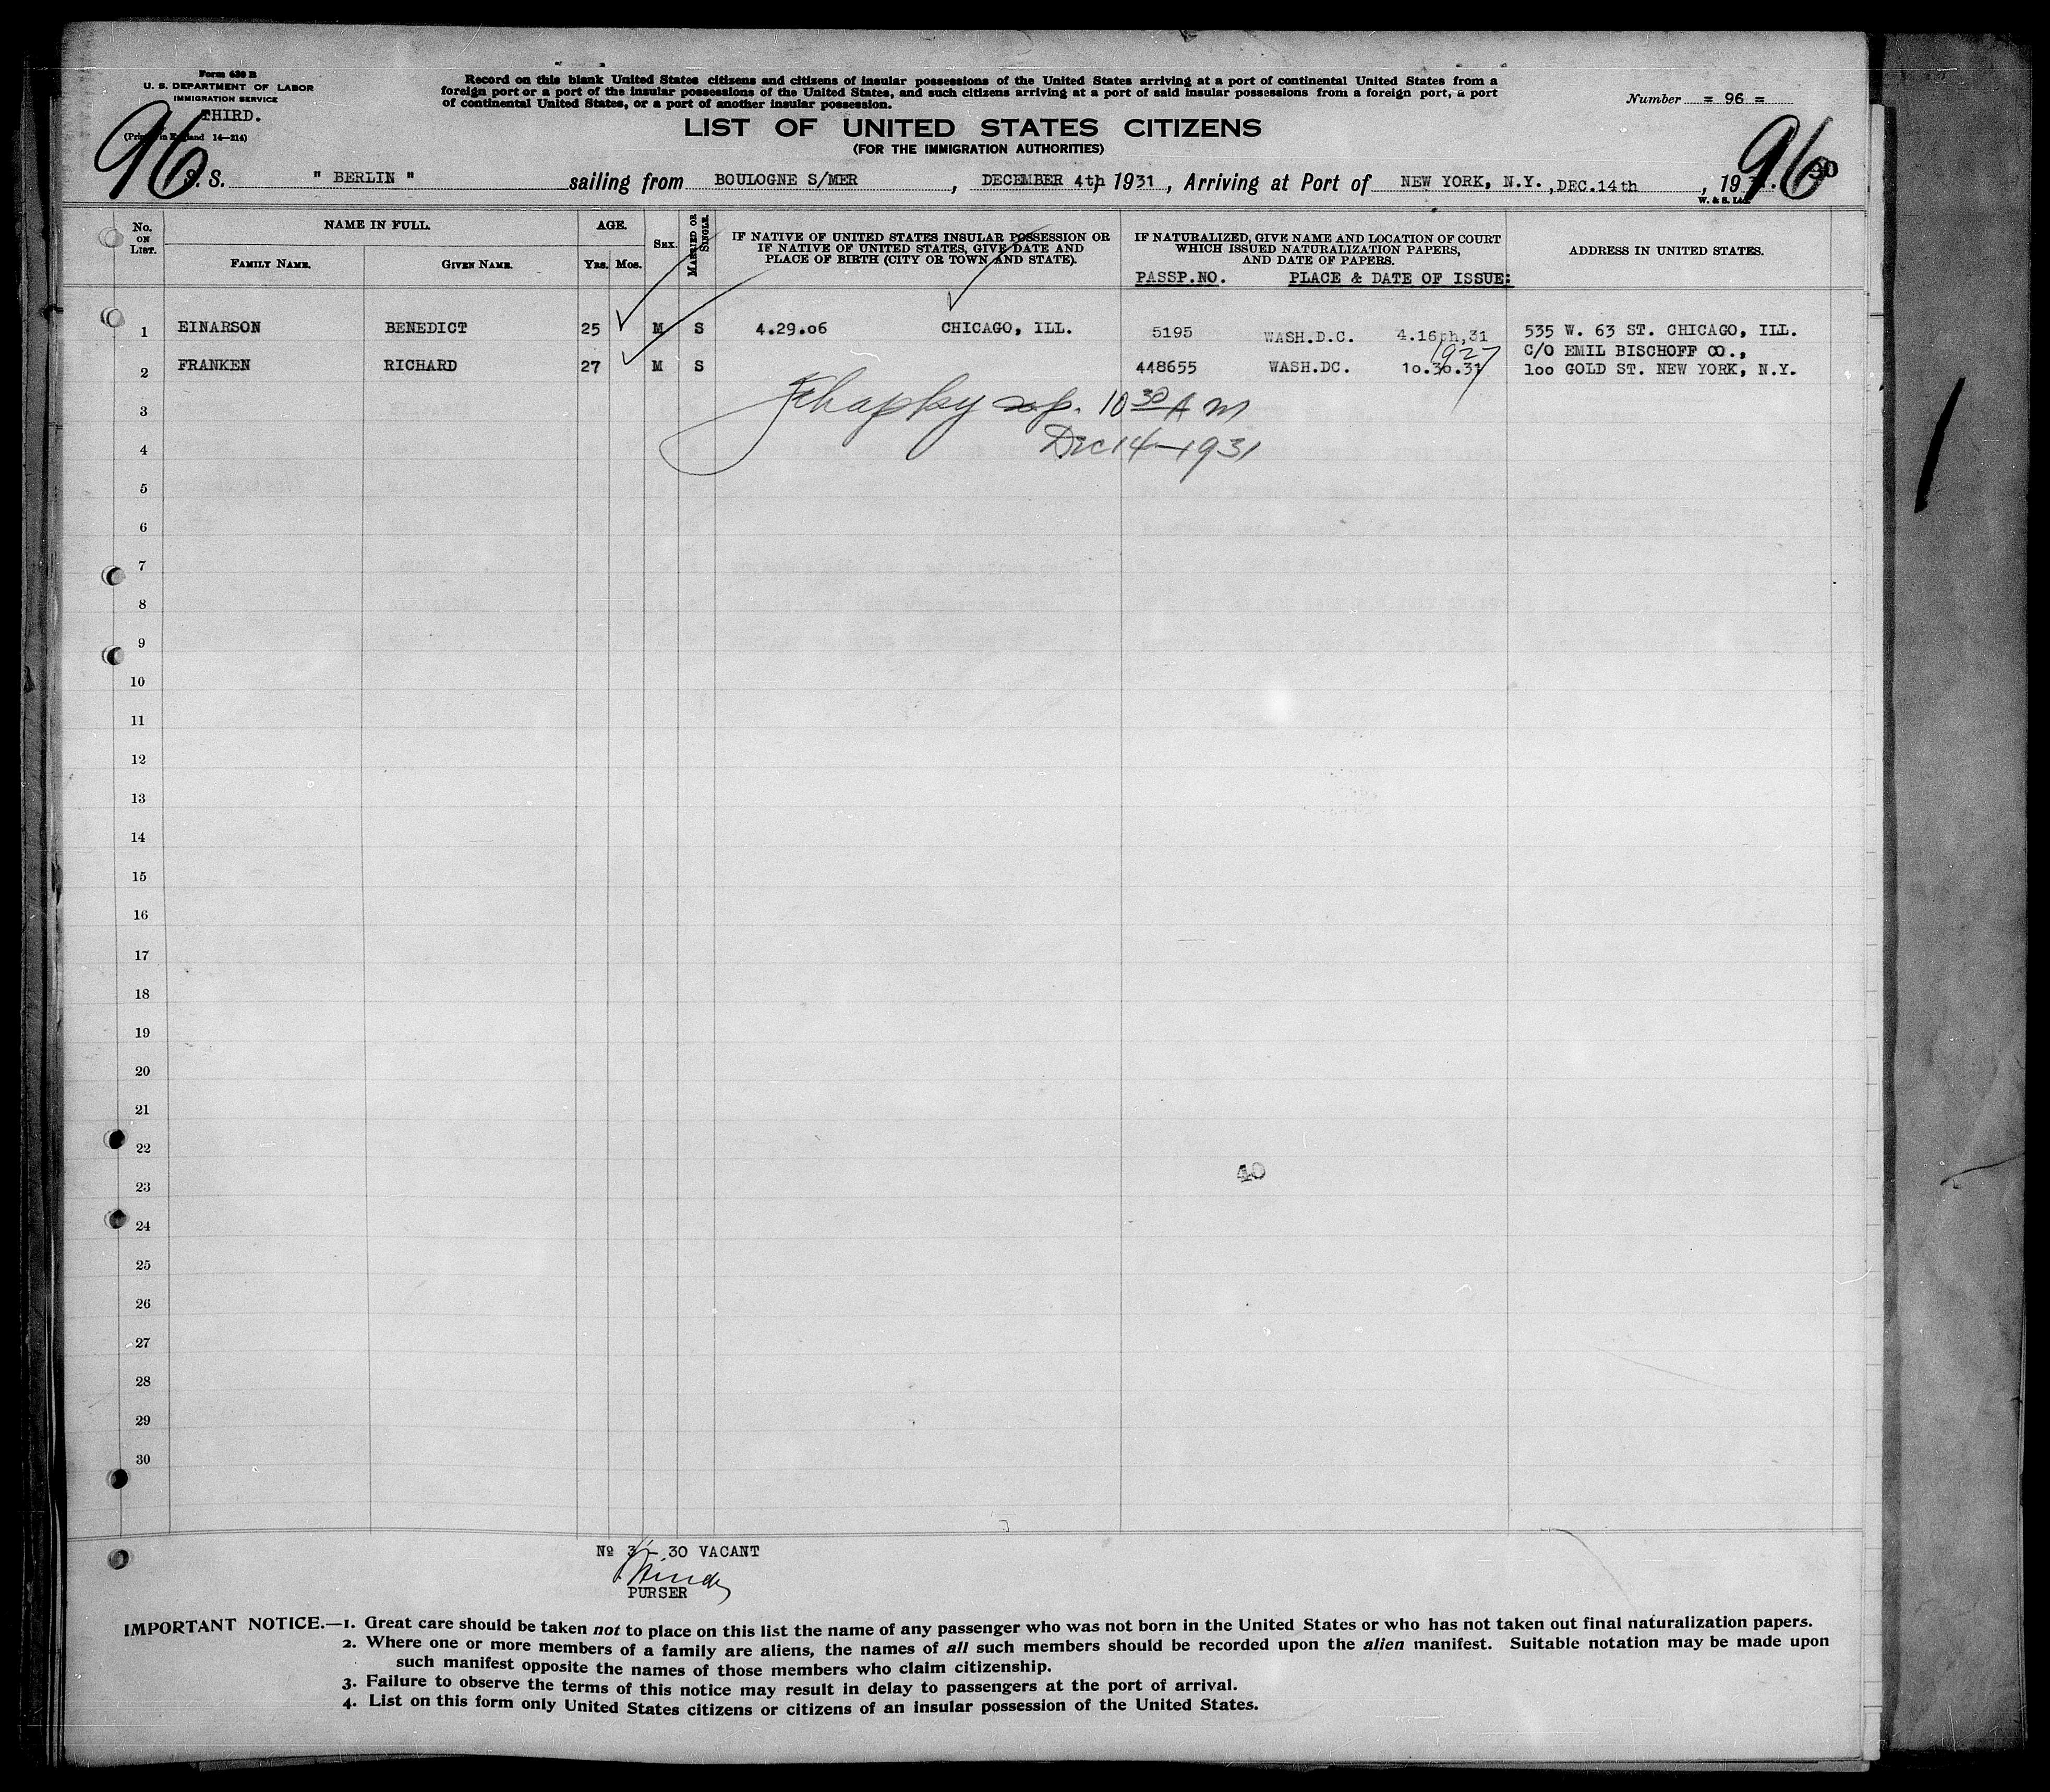 Form 630 B
U. S. DEPARTMENT OF LABOR
IMMIGRATION SERVICE
THIRD.
(Printed in England 14—214)
96
Record on this blank United States citizens and citizens of insular possessions of the United States arriving at a port of continental United States from a
foreign port or a port of the insular possessions of the United States, and such citizens arriving at a port of said insular possessions from a foreign port, a port
of continental United States, or a port of another insular possession.
Number = 96 =
LIST OF UNITED STATES CITIZENS
(FOR THE IMMIGRATION AUTHORITIES)
96
30
S. S. " BERLIN " sailing from BOULOGNE S/MER, DECEMBER 4th 1931, Arriving at Port of NEW YORK, N.Y., DEC.14th, 1931.
W. & S. Ltd.
No. ON LIST. NAME IN FULL. AGE. SEX. MARRIED OR SINGLE. IF NATIVE OF UNITED STATES INSULAR POSSESSION OR IF NATIVE OF UNITED STATES, GIVE DATE AND PLACE OF BIRTH (CITY OR TOWN AND STATE). IF NATURALIZED, GIVE NAME AND LOCATION OF COURT WHICH ISSUED NATURALIZATION PAPERS, AND DATE OF PAPERS. ADDRESS IN UNITED STATES.
FAMILY NAME. GIVEN NAME. YRS. MOS.
PASSP.NO. PLACE & DATE OF ISSUE:
1 EINARSON BENEDICT 25 M S 4.29.06 CHICAGO, ILL. 5195 WASH.D.C. 4.16th,31 535 W. 63 ST. CHICAGO, ILL.
1927 C/O EMIL BISCHOFF CO.,
2 FRANKEN RICHARD 27 M S 448655 WASH.DC. 10.30.31 100 GOLD ST. NEW YORK, N.Y.
3 10 30 A M
4 Dec 14 - 1931
5
6
7
8
9
10
11
12
13
14
15
16
17
18
19
20
21
22
40
23
24
25
26
27
28
29
30
Nº 3 - 30 VACANT
PURSER
IMPORTANT NOTICE.—1. Great care should be taken not to place on this list the name of any passenger who was not born in the United States or who has not taken out final naturalization papers.
2. Where one or more members of a family are aliens, the names of all such members should be recorded upon the alien manifest. Suitable notation may be made upon
such manifest opposite the names of those members who claim citizenship.
3. Failure to observe the terms of this notice may result in delay to passengers at the port of arrival.
4. List on this form only United States citizens or citizens of an insular possession of the United States.